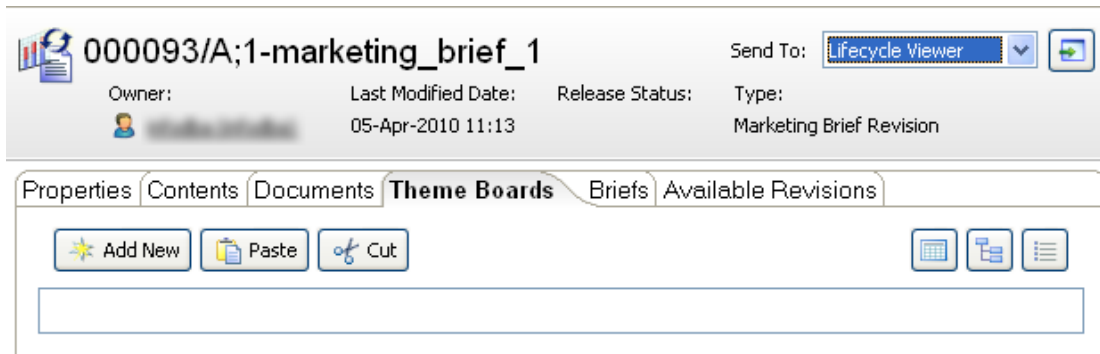 000093/A;1-marketing_brief_1
Send To: Lifecycle Viewer
Owner: Last Modified Date: Release Status: Type:
05-Apr-2010 11:13 Marketing Brief Revision
Properties Contents Documents Theme Boards Briefs Available Revisions
Add New Paste Cut